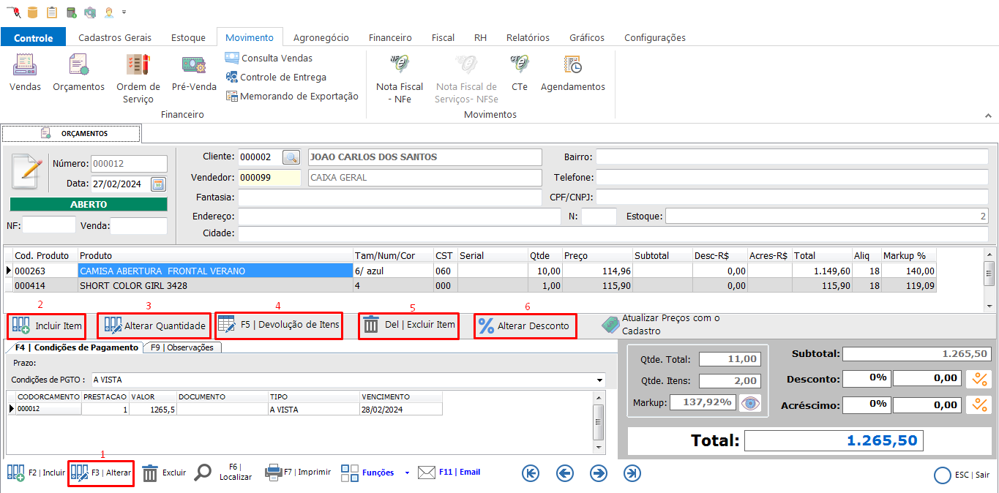 Controle Cadastros Gerais Estoque Movimento Agronegócio Financeiro Fiscal RH Relatórios Gráficos Configurações
Vendas
Orçamentos
Ordem de
Serviço
Pré-Venda
Consulta Vendas
Controle de Entrega
Memorando de Exportação
Financeiro
Nota Fiscal
- NFe
Nota Fiscal de
Serviços- NFSe
CTe
Agendamentos
Movimentos
ORÇAMENTOS
Número: 000012
Data: 27/02/2024
ABERTO
NF: Venda:
Cliente: 000002 JOAO CARLOS DOS SANTOS Bairro:
Vendedor: 000099 CAIXA GERAL Telefone:
Fantasia: CPF/CNPJ:
Endereço: N: Estoque: 2
Cidade:
Cod. Produto Produto Tam/Num/Cor CST Serial Qtde Preço Subtotal Desc-R$ Acres-R$ Total Aliq Markup %
000263 CAMISA ABERTURA FRONTAL VERANO 6/ azul 060 10,00 114,96 0,00 1.149,60 18 140,00
000414 SHORT COLOR GIRL 3428 4 000 1,00 115,90 0,00 115,90 18 119,09
2 3 4 5 6
Incluir Item Alterar Quantidade F5 | Devolução de Itens Del | Excluir Item Alterar Desconto
Atualizar Preços com o
Cadastro
F4 | Condições de Pagamento F9 | Observações
Prazo:
Condições de PGTO : A VISTA
CODORCAMENTO PRESTACAO VALOR DOCUMENTO TIPO VENCIMENTO
000012 1 1265,5 A VISTA 28/02/2024
Qtde. Total: 11,00
Qtde. Itens: 2,00
Markup: 137,92%
Subtotal: 1.265,50
Desconto: 0% 0,00
Acréscimo: 0% 0,00
Total: 1.265,50
1
F2 | Incluir F3 | Alterar Excluir
F6 |
Localizar
F7 | Imprimir Funções F11 | Email ESC | Sair